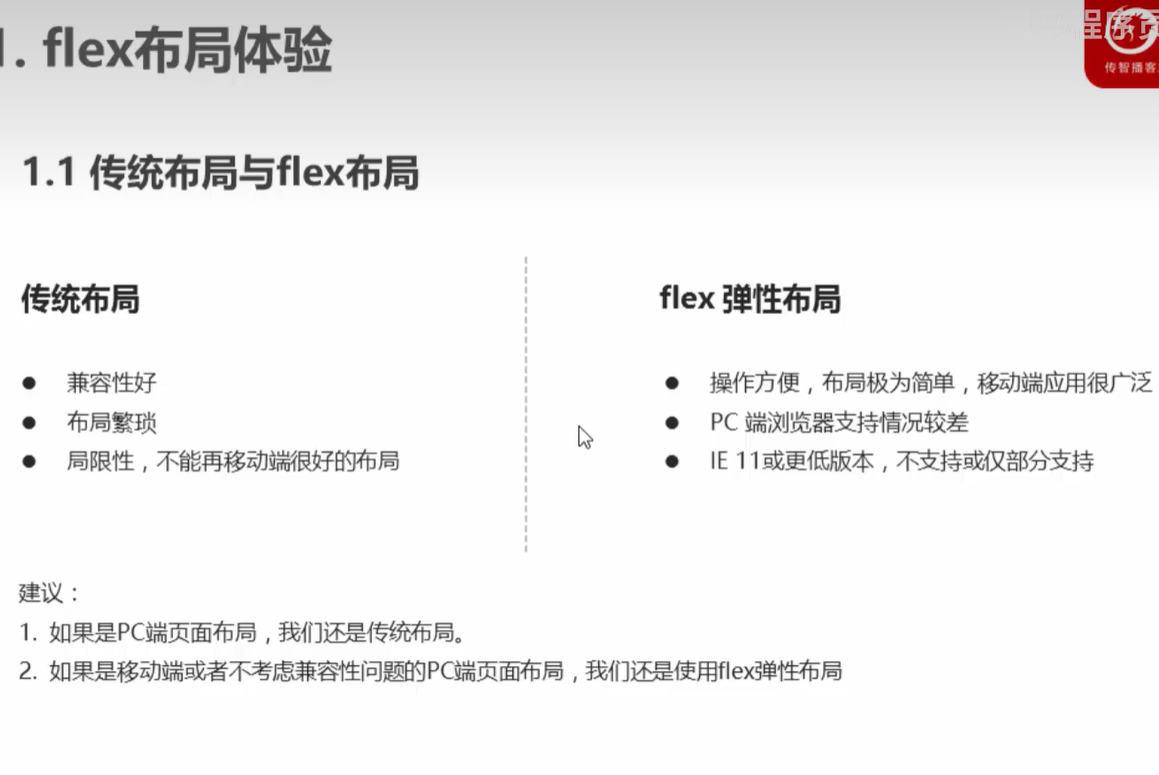 . flex布局体验
程序员
传智播客
1.1 传统布局与flex布局
传统布局
● 兼容性好
● 布局繁琐
● 局限性，不能再移动端很好的布局
flex 弹性布局
● 操作方便，布局极为简单，移动端应用很广泛
● PC 端浏览器支持情况较差
● IE 11或更低版本，不支持或仅部分支持
建议：
1. 如果是PC端页面布局，我们还是传统布局。
2. 如果是移动端或者不考虑兼容性问题的PC端页面布局，我们还是使用flex弹性布局